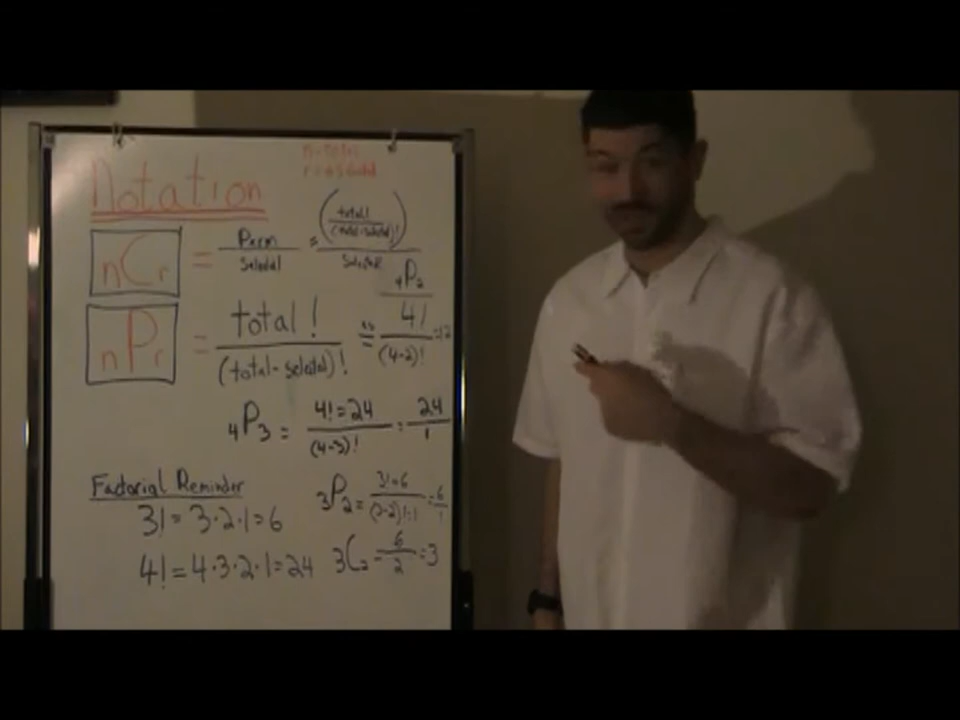 n = total
Notation
nCr = Perm / Selected = (total! / (total-selected)!) / Selected
4P2
nPr = total! / (total-selected)! = 4! / (4-2)! = 12
4P3 = 4! = 24 / (4-3)! = 24 / 1
Factorial Reminder
3P2 = 3! = 6 / (3-2)! = 1 = 6 / 1
3! = 3·2·1 = 6
4! = 4·3·2·1 = 24
3C2 = 6 / 2 = 3